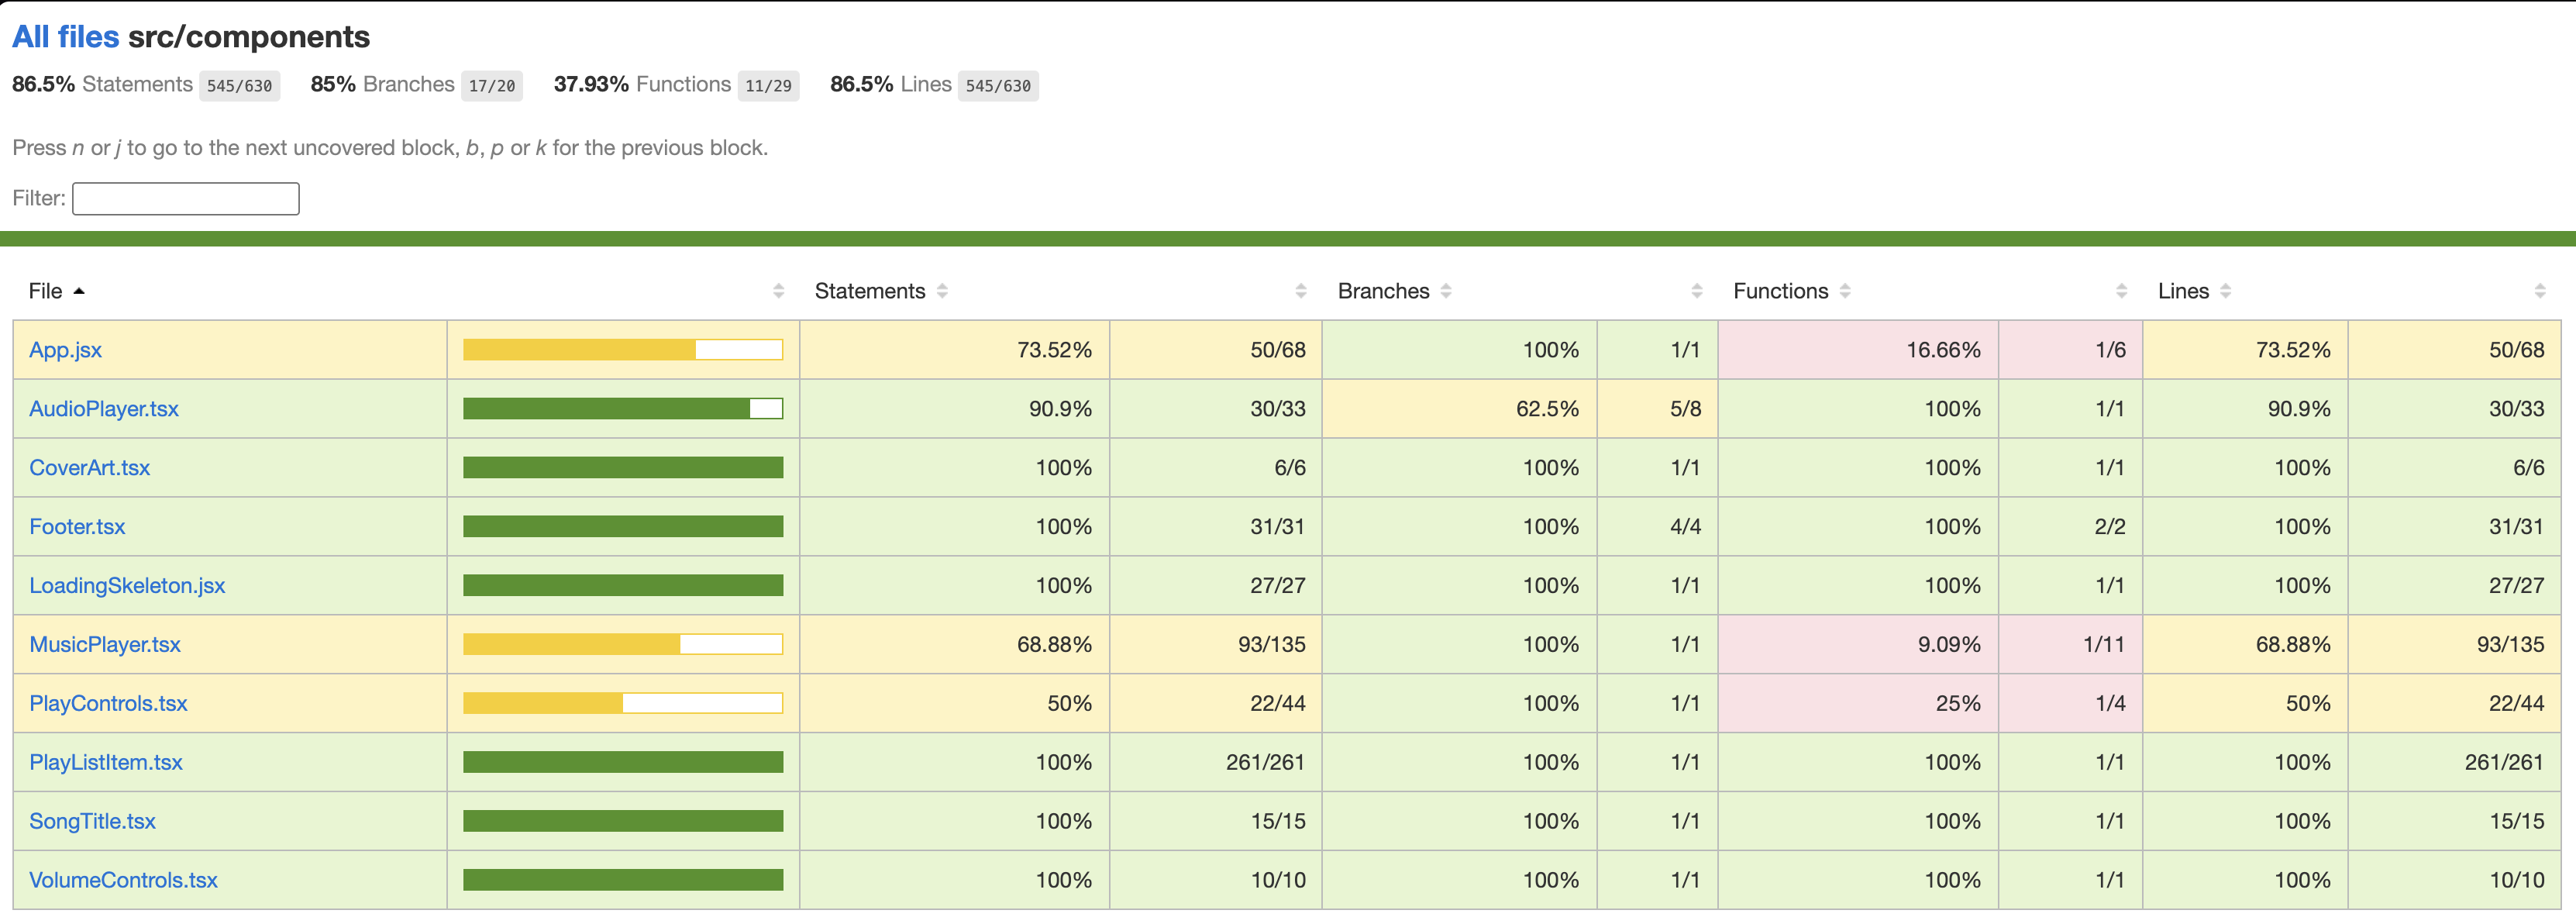 All files src/components
86.5% Statements 545/630 85% Branches 17/20 37.93% Functions 11/29 86.5% Lines 545/630
Press n or j to go to the next uncovered block, b, p or k for the previous block.
Filter:
File Statements Branches Functions Lines
App.jsx 73.52% 50/68 100% 1/1 16.66% 1/6 73.52% 50/68
AudioPlayer.tsx 90.9% 30/33 62.5% 5/8 100% 1/1 90.9% 30/33
CoverArt.tsx 100% 6/6 100% 1/1 100% 1/1 100% 6/6
Footer.tsx 100% 31/31 100% 4/4 100% 2/2 100% 31/31
LoadingSkeleton.jsx 100% 27/27 100% 1/1 100% 1/1 100% 27/27
MusicPlayer.tsx 68.88% 93/135 100% 1/1 9.09% 1/11 68.88% 93/135
PlayControls.tsx 50% 22/44 100% 1/1 25% 1/4 50% 22/44
PlayListItem.tsx 100% 261/261 100% 1/1 100% 1/1 100% 261/261
SongTitle.tsx 100% 15/15 100% 1/1 100% 1/1 100% 15/15
VolumeControls.tsx 100% 10/10 100% 1/1 100% 1/1 100% 10/10